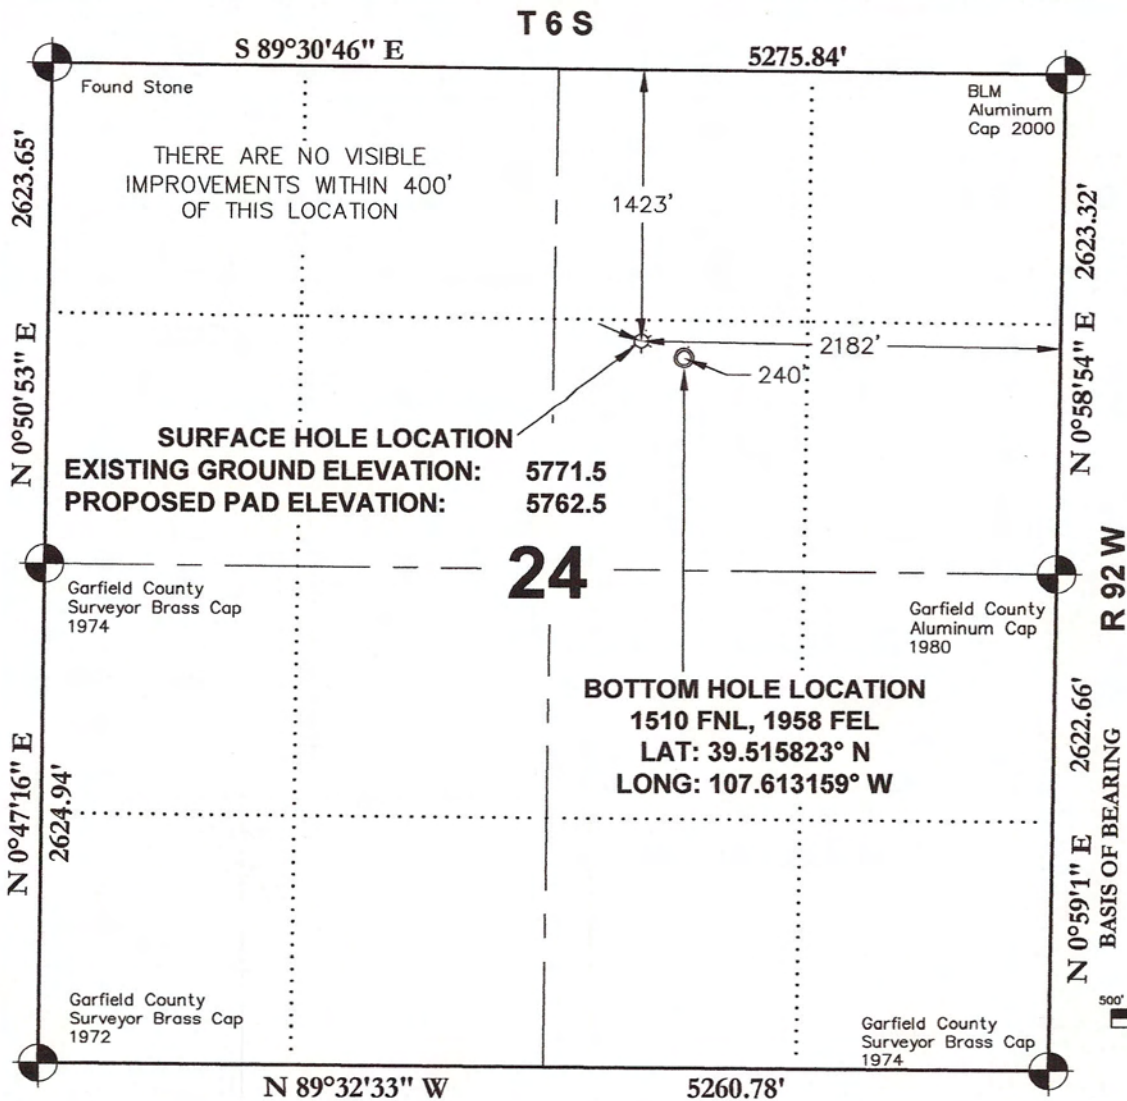 T 6 S
S 89°30'46" E
5275.84'
Found Stone
BLM
Aluminum
Cap 2000
2623.65'
THERE ARE NO VISIBLE
IMPROVEMENTS WITHIN 400'
OF THIS LOCATION
1423'
2623.32'
N 0°50'53" E
2182'
240'
N 0°58'54" E
SURFACE HOLE LOCATION
EXISTING GROUND ELEVATION: 5771.5
PROPOSED PAD ELEVATION: 5762.5
24
R 92 W
Garfield County
Surveyor Brass Cap
1974
Garfield County
Aluminum Cap
1980
BOTTOM HOLE LOCATION
1510 FNL, 1958 FEL
LAT: 39.515823° N
LONG: 107.613159° W
2622.66'
N 0°47'16" E
2624.94'
N 0°59'1" E
BASIS OF BEARING
Garfield County
Surveyor Brass Cap
1972
Garfield County
Surveyor Brass Cap
1974
500'
N 89°32'33" W
5260.78'